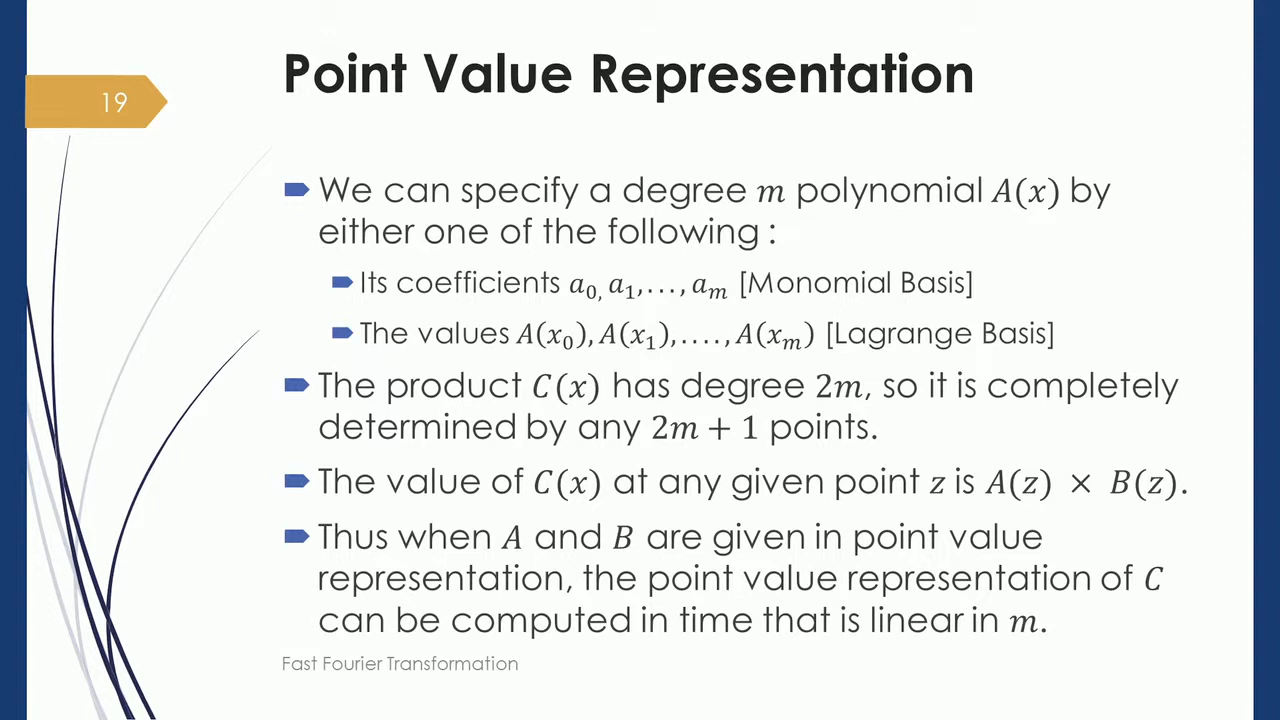 Point Value Representation
19
We can specify a degree m polynomial A(x) by
either one of the following :
Its coefficients a₀, a₁,..., aₘ [Monomial Basis]
The values A(x₀), A(x₁),...., A(xₘ) [Lagrange Basis]
The product C(x) has degree 2m, so it is completely
determined by any 2m + 1 points.
The value of C(x) at any given point z is A(z) × B(z).
Thus when A and B are given in point value
representation, the point value representation of C
can be computed in time that is linear in m.
Fast Fourier Transformation